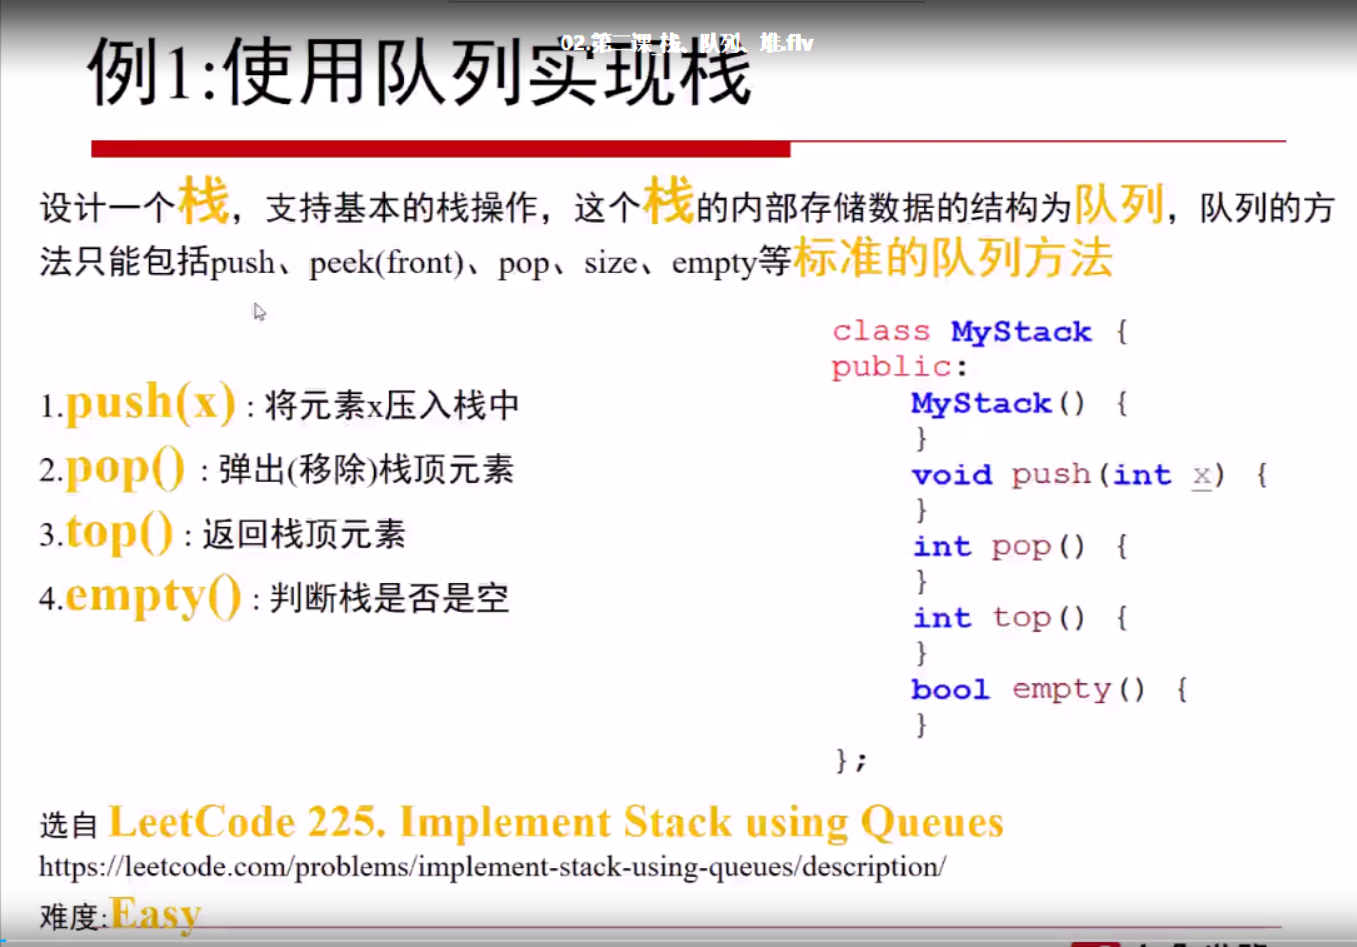 02.第二课_栈、队列、堆.flv
例1:使用队列实现栈
设计一个栈，支持基本的栈操作，这个栈的内部存储数据的结构为队列，队列的方
法只能包括push、peek(front)、pop、size、empty等标准的队列方法
1.push(x) : 将元素x压入栈中
2.pop() : 弹出(移除)栈顶元素
3.top() : 返回栈顶元素
4.empty() : 判断栈是否是空
class MyStack {
public:
MyStack() {
}
void push(int x) {
}
int pop() {
}
int top() {
}
bool empty() {
}
};
选自 LeetCode 225. Implement Stack using Queues
https://leetcode.com/problems/implement-stack-using-queues/description/
难度:Easy